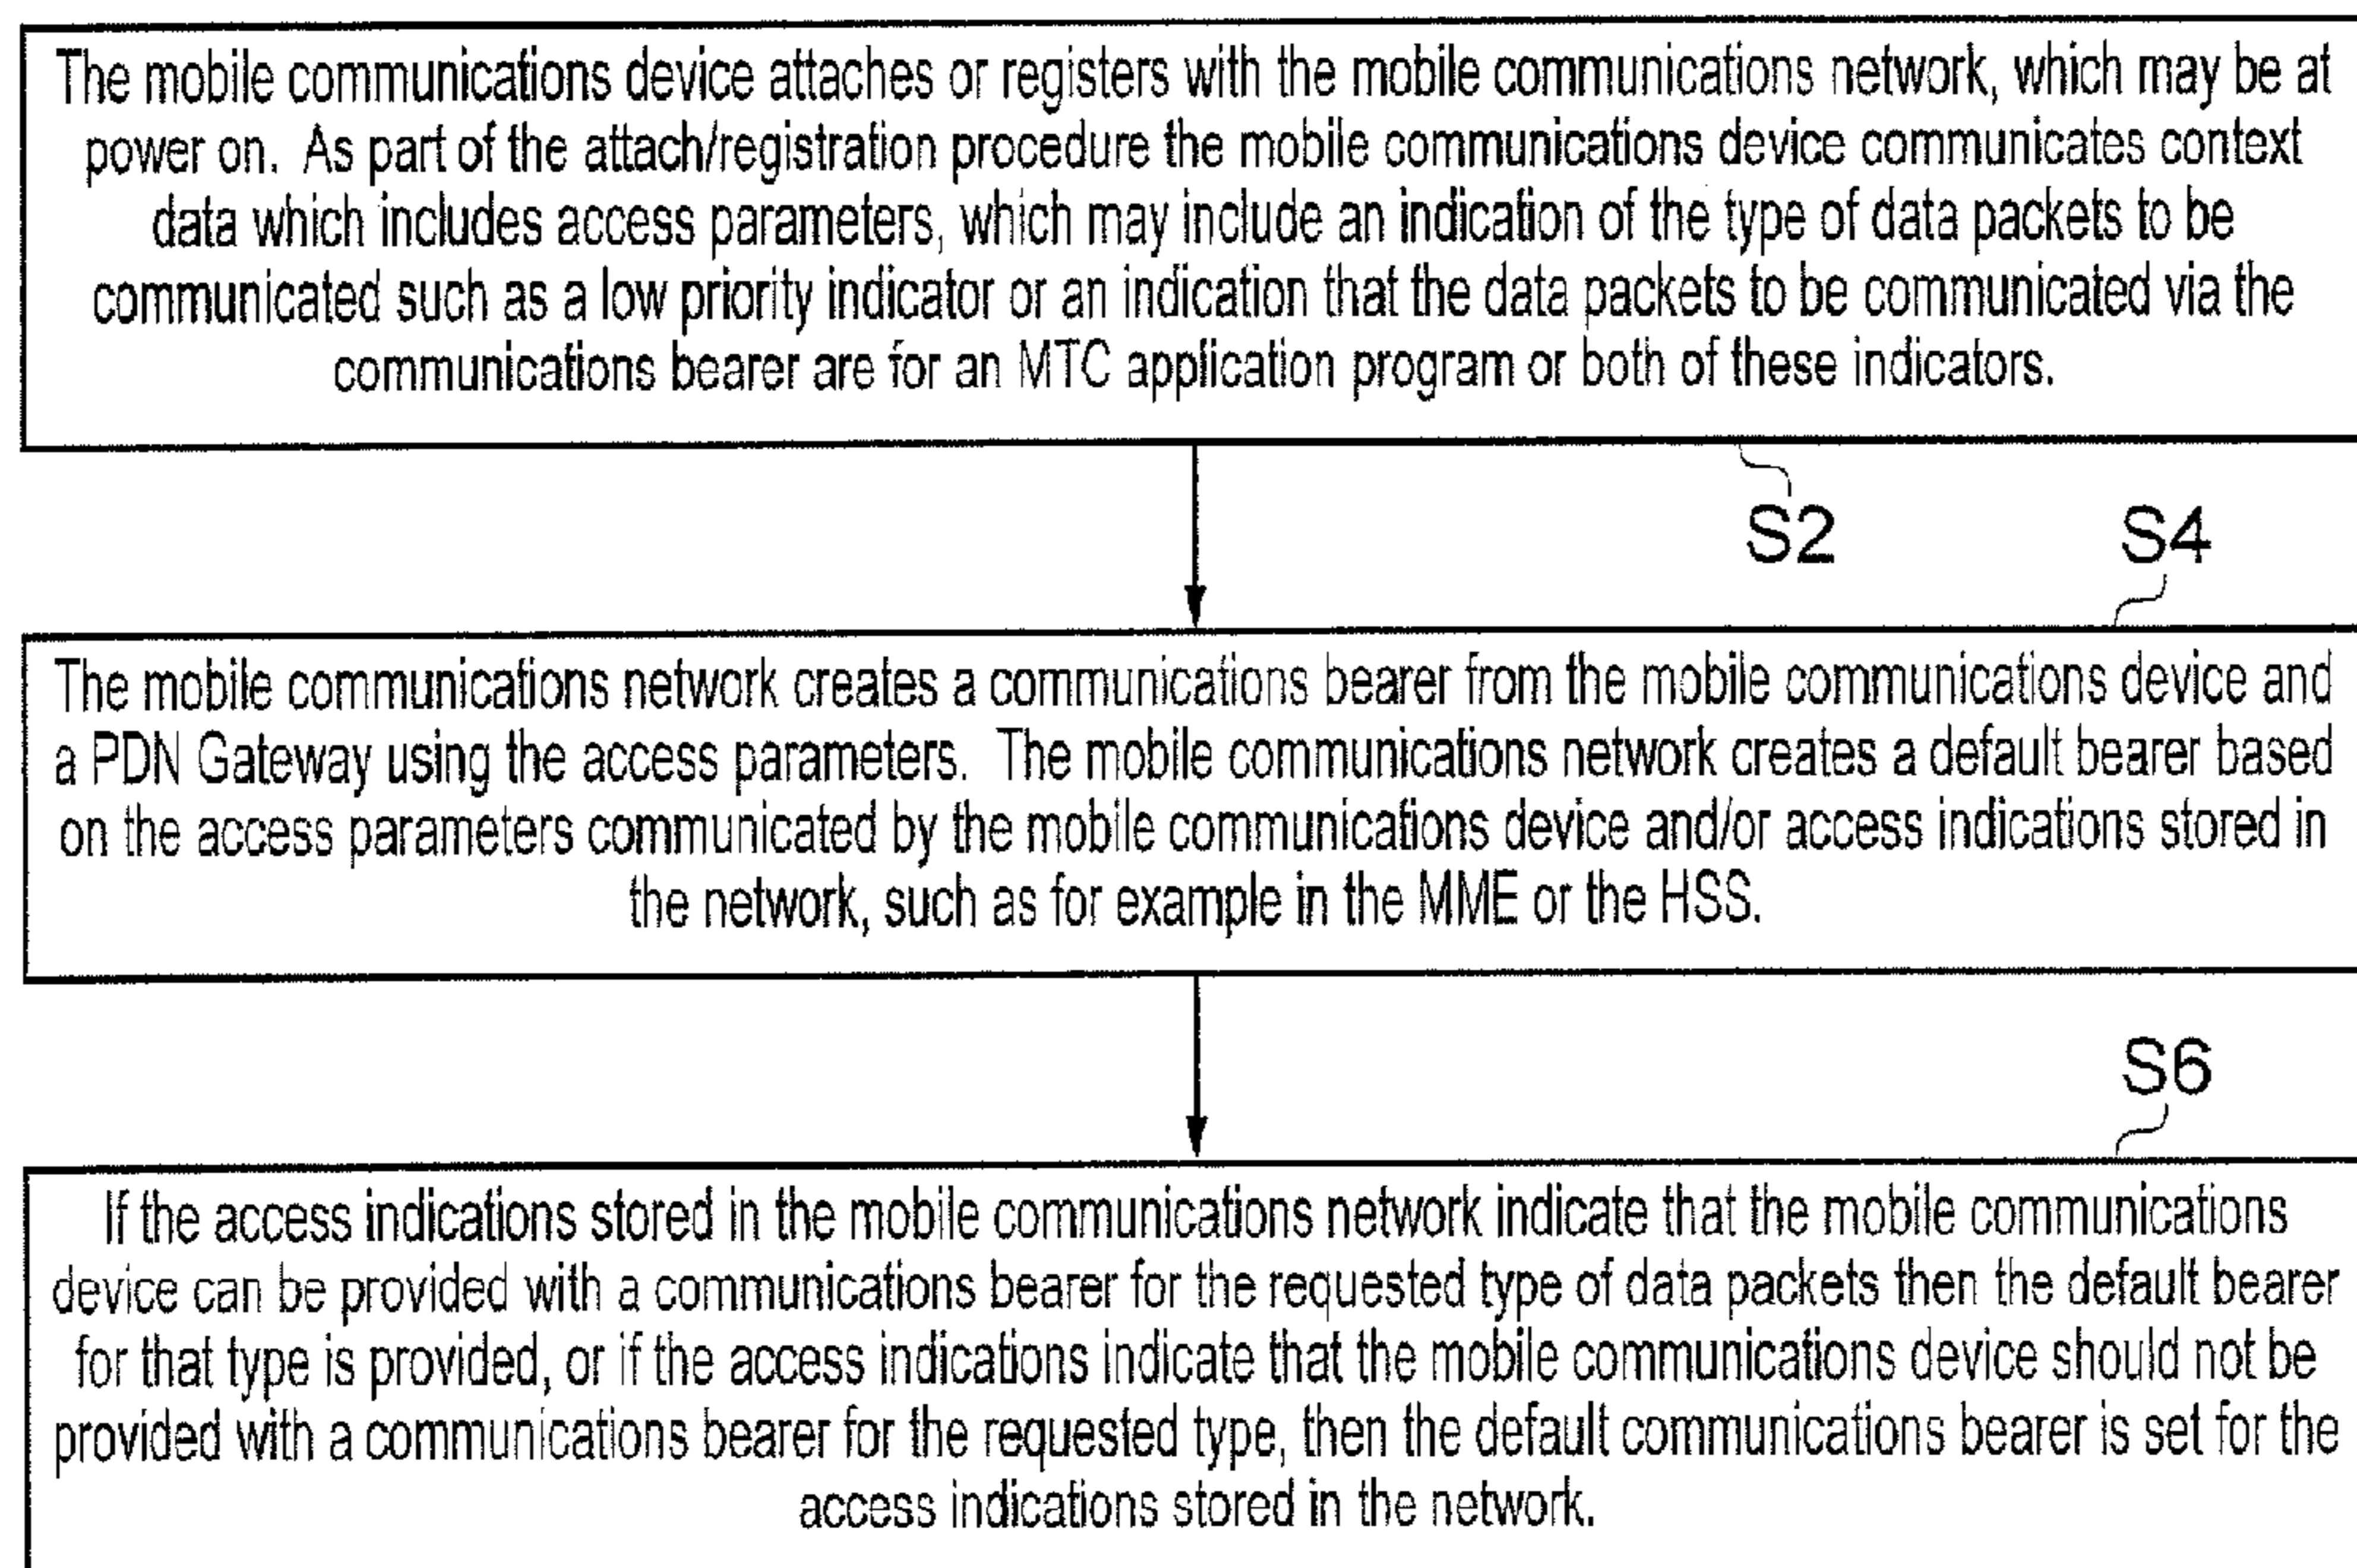 The mobile communications device attaches or registers with the mobile communications network, which may be at
power on. As part of the attach/registration procedure the mobile communications device communicates context
data which includes access parameters, which may include an indication of the type of data packets to be
communicated such as a low priority indicator or an indication that the data packets to be communicated via the
communications bearer are for an MTC application program or both of these indicators.
S2
S4
The mobile communications network creates a communications bearer from the mobile communications device and
a PDN Gateway using the access parameters. The mobile communications network creates a default bearer based
on the access parameters communicated by the mobile communications device and/or access indications stored in
the network, such as for example in the MME or the HSS.
S6
If the access indications stored in the mobile communications network indicate that the mobile communications
device can be provided with a communications bearer for the requested type of data packets then the default bearer
for that type is provided, or if the access indications indicate that the mobile communications device should not be
provided with a communications bearer for the requested type, then the default communications bearer is set for the
access indications stored in the network.